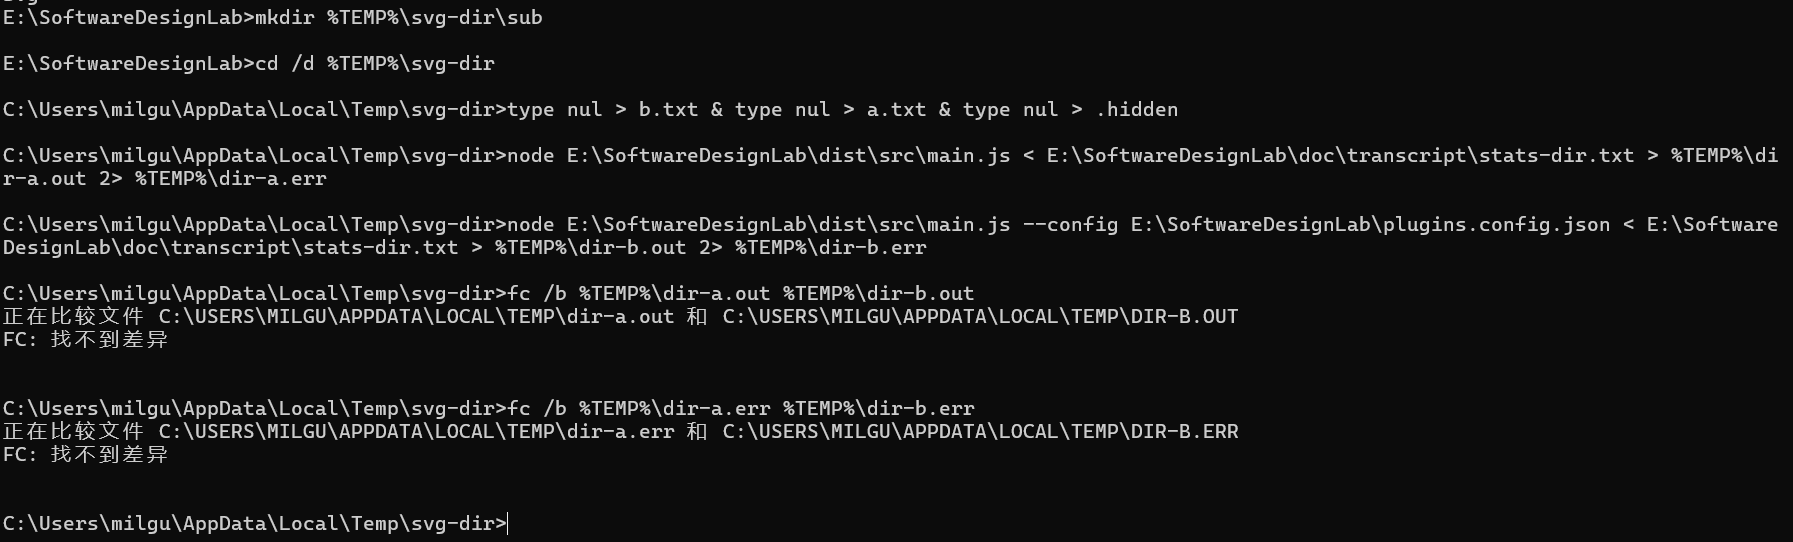 E:\SoftwareDesignLab>mkdir %TEMP%\svg-dir\sub
E:\SoftwareDesignLab>cd /d %TEMP%\svg-dir
C:\Users\milgu\AppData\Local\Temp\svg-dir>type nul > b.txt & type nul > a.txt & type nul > .hidden
C:\Users\milgu\AppData\Local\Temp\svg-dir>node E:\SoftwareDesignLab\dist\src\main.js < E:\SoftwareDesignLab\doc\transcript\stats-dir.txt > %TEMP%\di
r-a.out 2> %TEMP%\dir-a.err
C:\Users\milgu\AppData\Local\Temp\svg-dir>node E:\SoftwareDesignLab\dist\src\main.js --config E:\SoftwareDesignLab\plugins.config.json < E:\Software
DesignLab\doc\transcript\stats-dir.txt > %TEMP%\dir-b.out 2> %TEMP%\dir-b.err
C:\Users\milgu\AppData\Local\Temp\svg-dir>fc /b %TEMP%\dir-a.out %TEMP%\dir-b.out
正在比较文件 C:\USERS\MILGU\APPDATA\LOCAL\TEMP\dir-a.out 和 C:\USERS\MILGU\APPDATA\LOCAL\TEMP\DIR-B.OUT
FC: 找不到差异
C:\Users\milgu\AppData\Local\Temp\svg-dir>fc /b %TEMP%\dir-a.err %TEMP%\dir-b.err
正在比较文件 C:\USERS\MILGU\APPDATA\LOCAL\TEMP\dir-a.err 和 C:\USERS\MILGU\APPDATA\LOCAL\TEMP\DIR-B.ERR
FC: 找不到差异
C:\Users\milgu\AppData\Local\Temp\svg-dir>